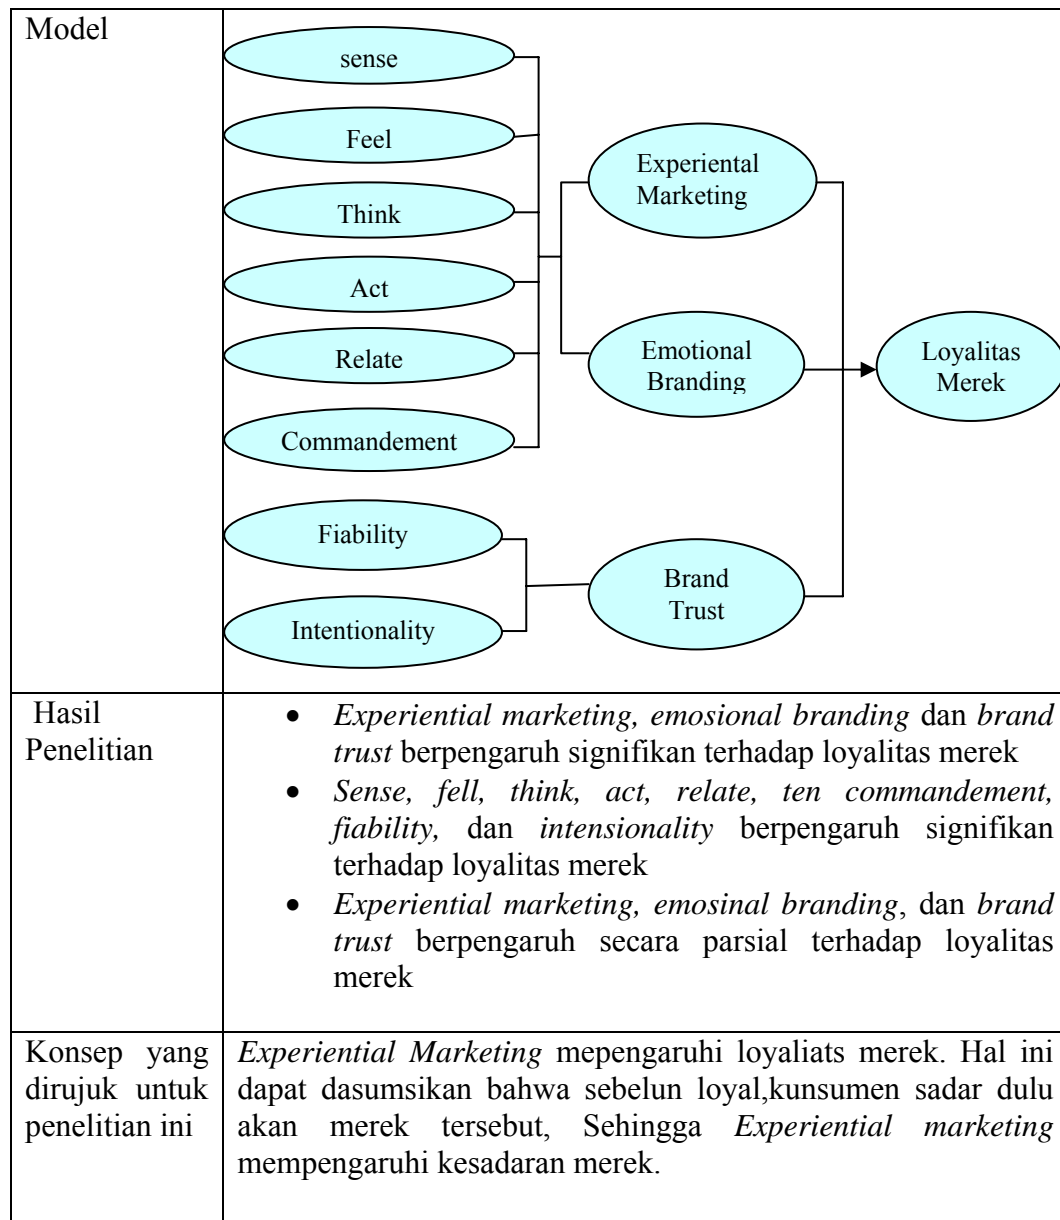 Model
sense
Feel
Think
Act
Relate
Commandement
Fiability
Intentionality
Experiental
Marketing
Emotional
Branding
Brand
Trust
Loyalitas
Merek
Hasil
Penelitian
• Experiential marketing, emosional branding dan brand
trust berpengaruh signifikan terhadap loyalitas merek
• Sense, fell, think, act, relate, ten commandement,
fiability, dan intensionality berpengaruh signifikan
terhadap loyalitas merek
• Experiential marketing, emosinal branding, dan brand
trust berpengaruh secara parsial terhadap loyalitas
merek
Konsep yang
dirujuk untuk
penelitian ini
Experiential Marketing mepengaruhi loyaliats merek. Hal ini
dapat dasumsikan bahwa sebelun loyal,kunsumen sadar dulu
akan merek tersebut, Sehingga Experiential marketing
mempengaruhi kesadaran merek.